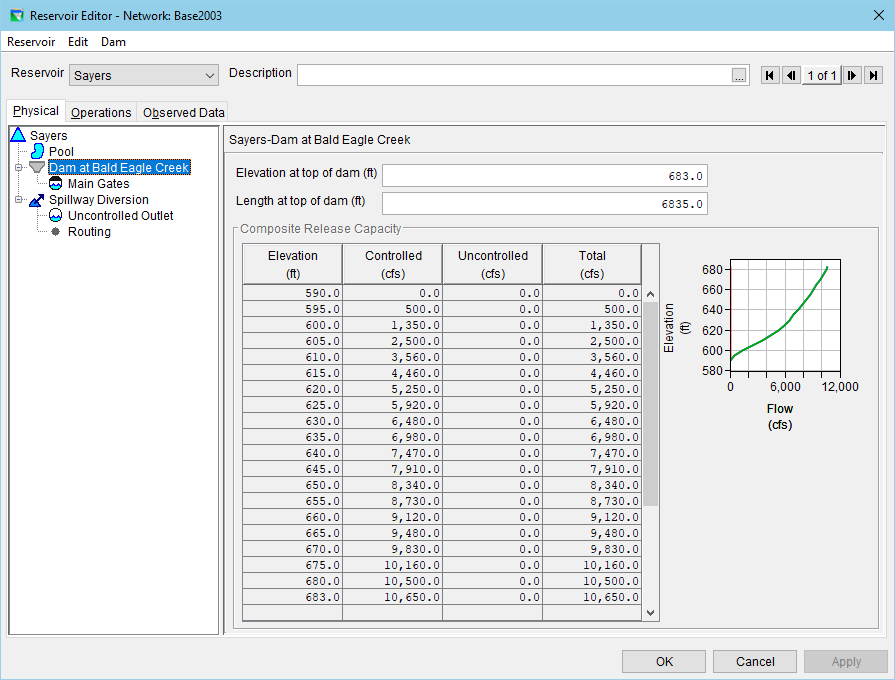 Reservoir Editor - Network: Base2003
Reservoir Edit Dam
Reservoir Sayers Description ... 1 of 1
Physical Operations Observed Data
Sayers
Pool
Dam at Bald Eagle Creek
Main Gates
Spillway Diversion
Uncontrolled Outlet
Routing
Sayers-Dam at Bald Eagle Creek
Elevation at top of dam (ft) 683.0
Length at top of dam (ft) 6835.0
Composite Release Capacity
Elevation Controlled Uncontrolled Total
(ft) (cfs) (cfs) (cfs)
590.0 0.0 0.0 0.0
595.0 500.0 0.0 500.0
600.0 1,350.0 0.0 1,350.0
605.0 2,500.0 0.0 2,500.0
610.0 3,560.0 0.0 3,560.0
615.0 4,460.0 0.0 4,460.0
620.0 5,250.0 0.0 5,250.0
625.0 5,920.0 0.0 5,920.0
630.0 6,480.0 0.0 6,480.0
635.0 6,980.0 0.0 6,980.0
640.0 7,470.0 0.0 7,470.0
645.0 7,910.0 0.0 7,910.0
650.0 8,340.0 0.0 8,340.0
655.0 8,730.0 0.0 8,730.0
660.0 9,120.0 0.0 9,120.0
665.0 9,480.0 0.0 9,480.0
670.0 9,830.0 0.0 9,830.0
675.0 10,160.0 0.0 10,160.0
680.0 10,500.0 0.0 10,500.0
683.0 10,650.0 0.0 10,650.0
Elevation
(ft)
680
660
640
620
600
580
0 6,000 12,000
Flow
(cfs)
OK Cancel Apply